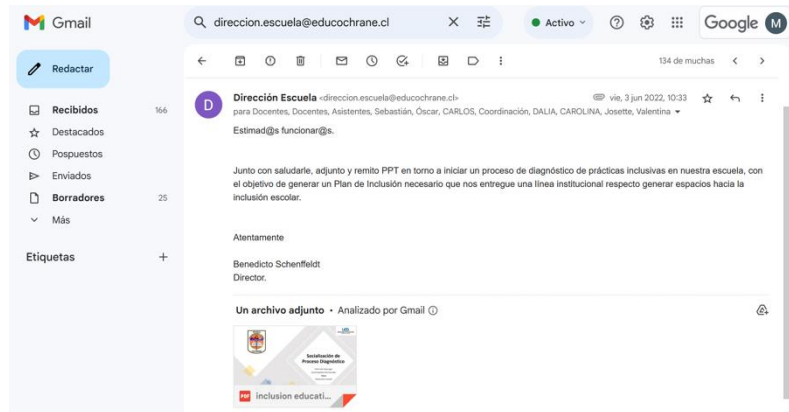 Gmail
direccion.escuela@educochrane.cl
Activo
Google
M
Redactar
134 de muchas
Recibidos 166
Destacados
Pospuestos
Enviados
Borradores 25
Más
Etiquetas
D
Dirección Escuela <direccion.escuela@educochrane.cl>
vie, 3 jun 2022, 10:33
para Docentes, Docentes, Asistentes, Sebastián, Óscar, CARLOS, Coordinación, DALIA, CAROLINA, Josette, Valentina
Estimad@s funcionar@s.
Junto con saludarle, adjunto y remito PPT en torno a iniciar un proceso de diagnóstico de prácticas inclusivas en nuestra escuela, con
el objetivo de generar un Plan de Inclusión necesario que nos entregue una línea institucional respecto generar espacios hacia la
inclusión escolar.
Atentamente
Benedicto Schenffeldt
Director.
Un archivo adjunto • Analizado por Gmail
Socialización de
Proceso Diagnóstico
PDF inclusion educati...